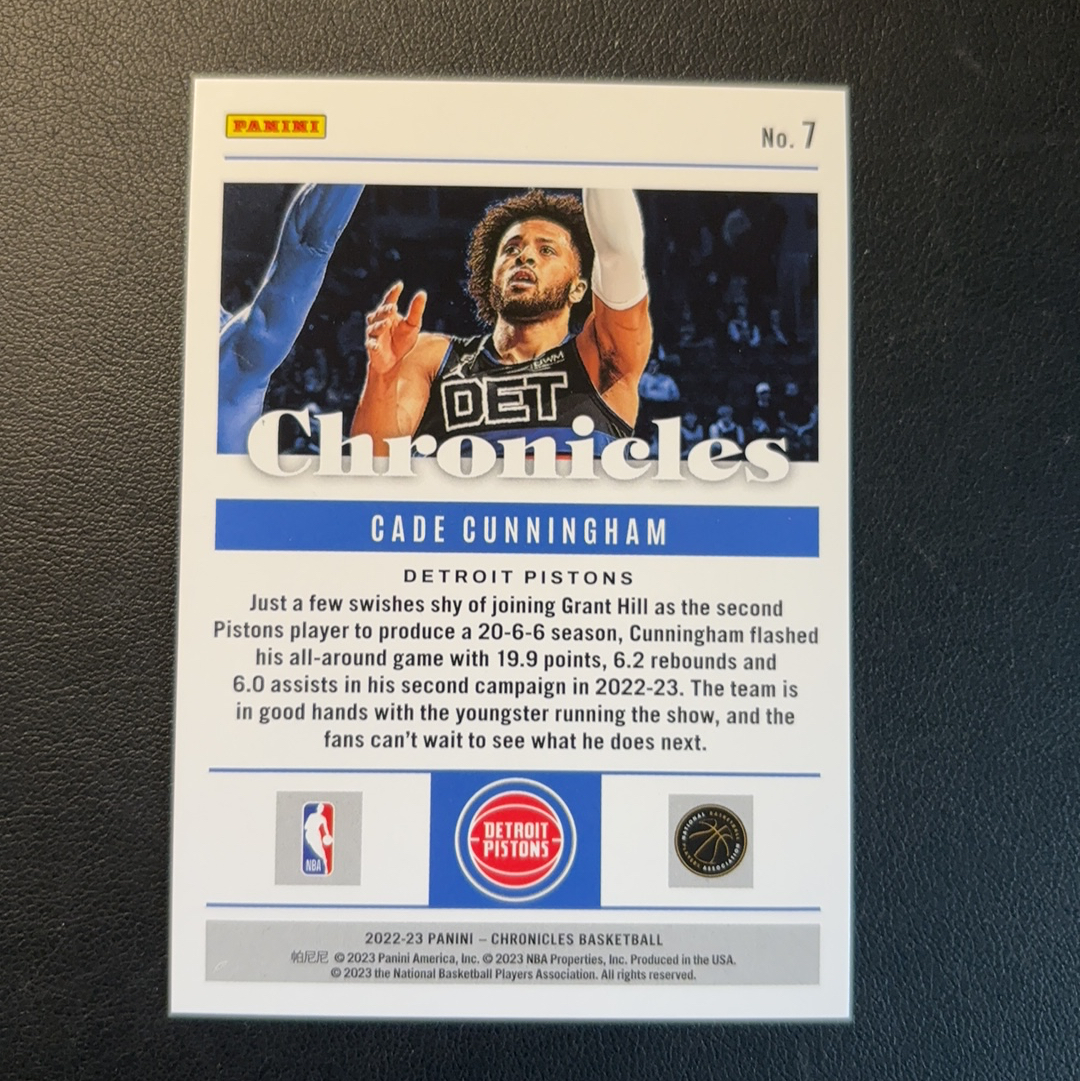 PANINI
No. 7
MWM
DET
Chronicles
CADE CUNNINGHAM
DETROIT PISTONS
Just a few swishes shy of joining Grant Hill as the second
Pistons player to produce a 20-6-6 season, Cunningham flashed
his all-around game with 19.9 points, 6.2 rebounds and
6.0 assists in his second campaign in 2022-23. The team is
in good hands with the youngster running the show, and the
fans can't wait to see what he does next.
NBA
DETROIT
PISTONS
NATIONAL BASKETBALL
PLAYERS ASSOCIATION
2022-23 PANINI – CHRONICLES BASKETBALL
帕尼尼 © 2023 Panini America, Inc. © 2023 NBA Properties, Inc. Produced in the USA.
© 2023 the National Basketball Players Association. All rights reserved.